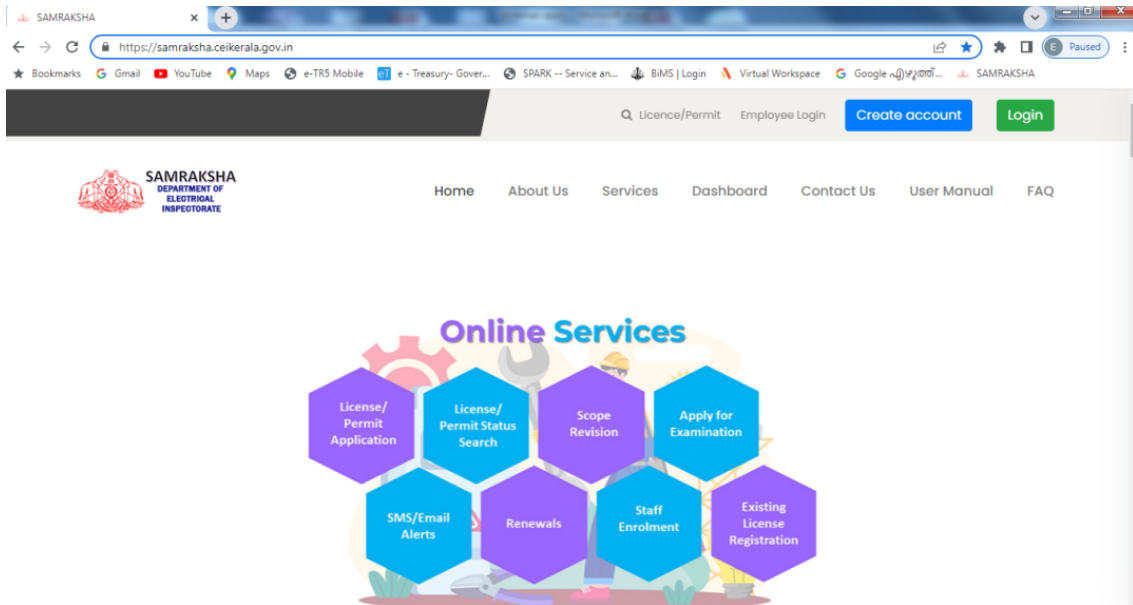 SAMRAKSHA
https://samraksha.ceikerala.gov.in
E Paused
Bookmarks G Gmail YouTube Maps e-TR5 Mobile eT e - Treasury- Gover... SPARK -- Service an... BiMS | Login Virtual Workspace G Google എഴുത്ത്... SAMRAKSHA
Licence/Permit Employee Login Create account Login
SAMRAKSHA
DEPARTMENT OF
ELECTRICAL
INSPECTORATE
Home About Us Services Dashboard Contact Us User Manual FAQ
Online Services
License/
Permit
Application
License/
Permit Status
Search
Scope
Revision
Apply for
Examination
SMS/Email
Alerts
Renewals
Staff
Enrolment
Existing
License
Registration